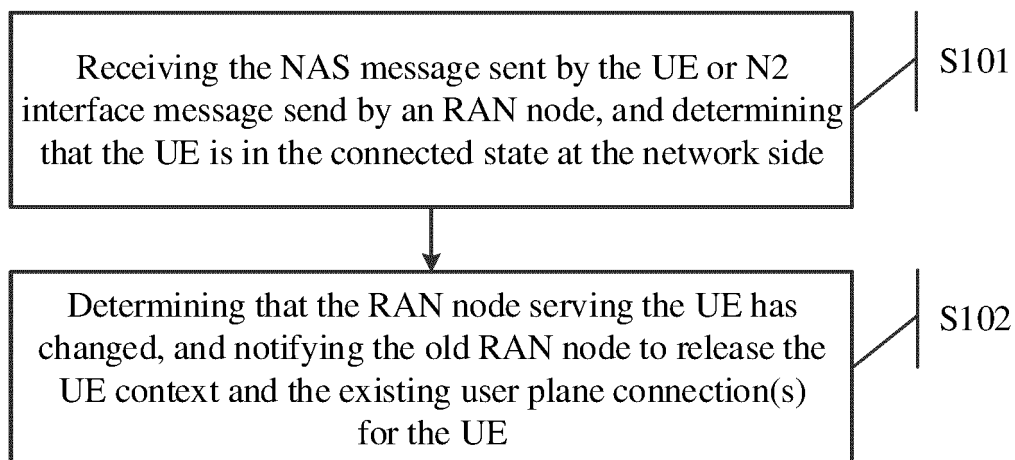 Receiving the NAS message sent by the UE or N2
interface message send by an RAN node, and determining
that the UE is in the connected state at the network side
S101
Determining that the RAN node serving the UE has
changed, and notifying the old RAN node to release the
UE context and the existing user plane connection(s)
for the UE
S102